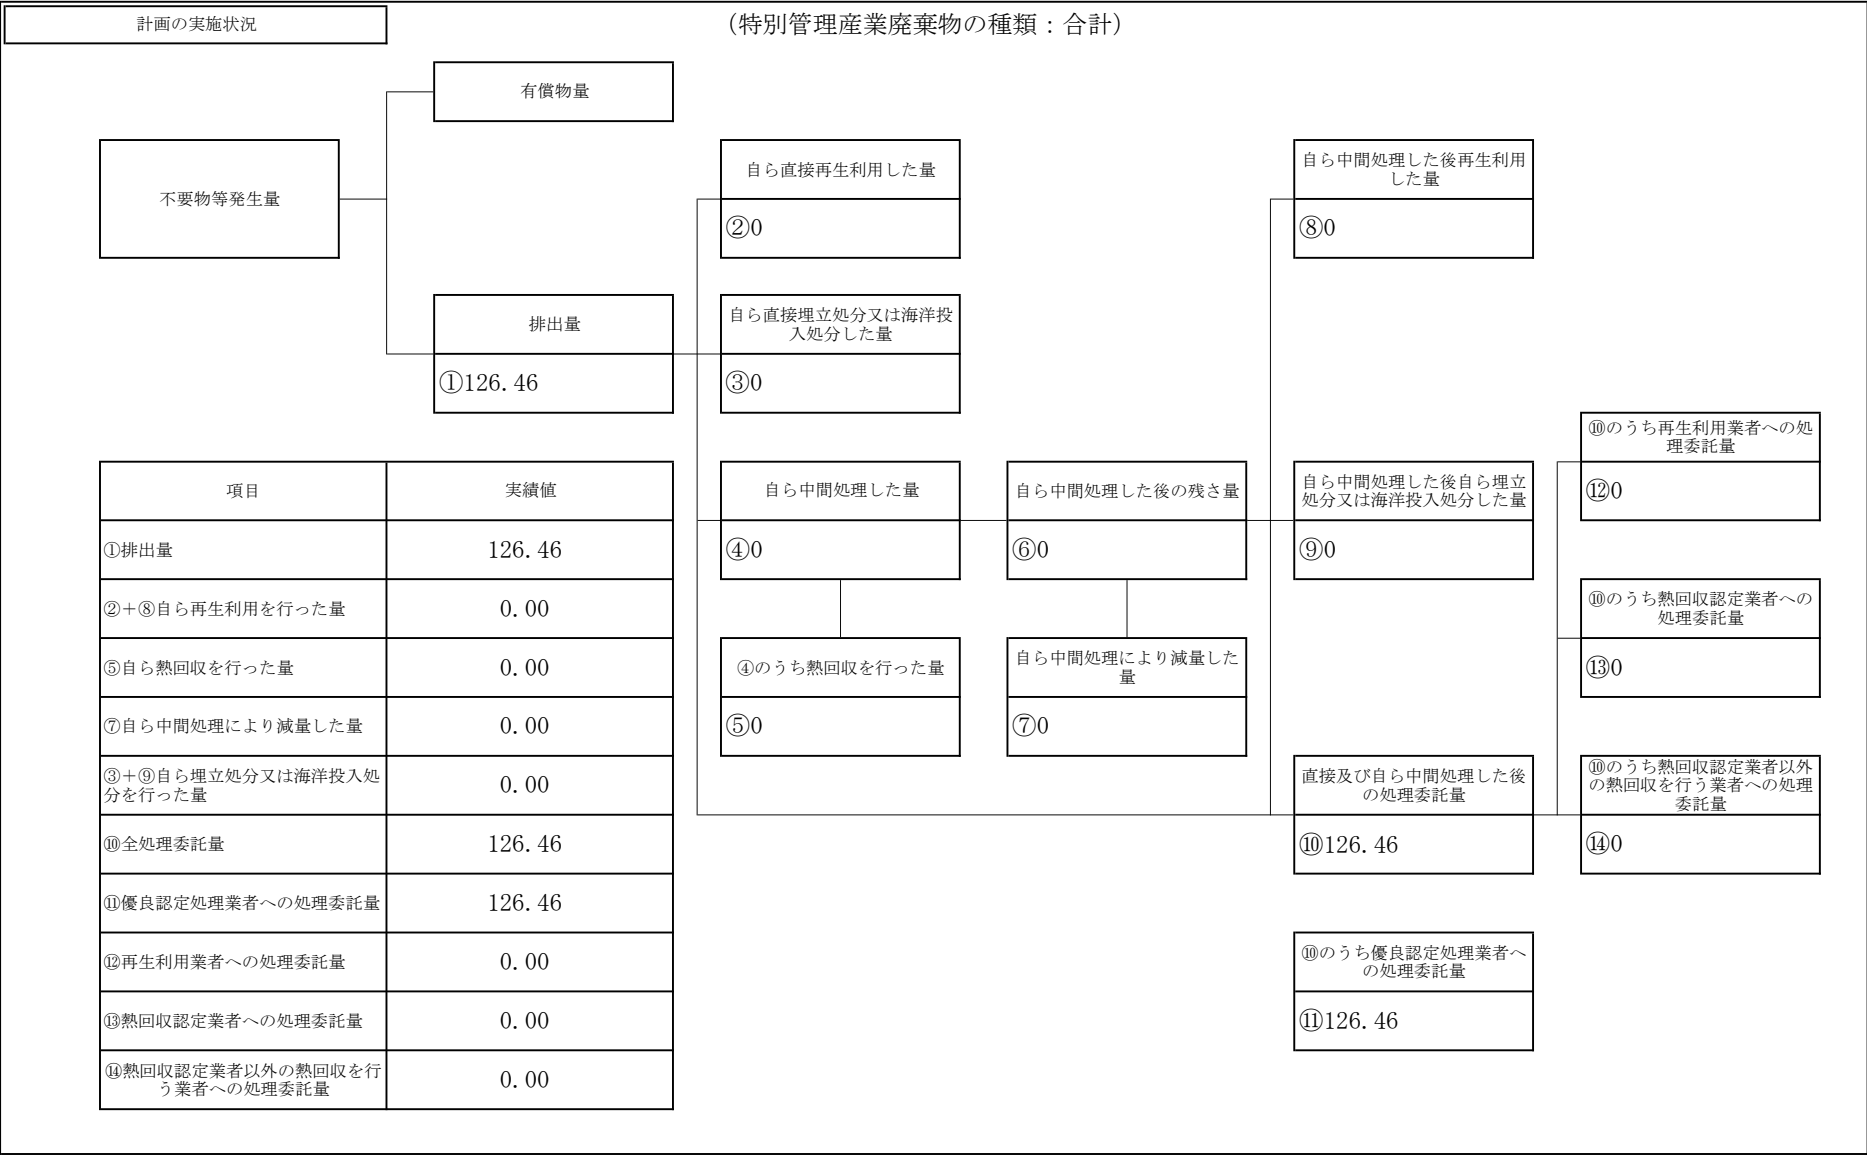 計画の実施状況
（特別管理産業廃棄物の種類：合計）
有償物量
不要物等発生量
排出量
①126.46
自ら直接再生利用した量
②0
自ら直接埋立処分又は海洋投
入処分した量
③0
自ら中間処理した後再生利用
した量
⑧0
項目 実績値
①排出量 126.46
②＋⑧自ら再生利用を行った量 0.00
⑤自ら熱回収を行った量 0.00
⑦自ら中間処理により減量した量 0.00
③＋⑨自ら埋立処分又は海洋投入処
分を行った量 0.00
⑩全処理委託量 126.46
⑪優良認定処理業者への処理委託量 126.46
⑫再生利用業者への処理委託量 0.00
⑬熱回収認定業者への処理委託量 0.00
⑭熱回収認定業者以外の熱回収を行
う業者への処理委託量 0.00
自ら中間処理した量
④0
④のうち熱回収を行った量
⑤0
自ら中間処理した後の残さ量
⑥0
自ら中間処理により減量した
量
⑦0
自ら中間処理した後自ら埋立
処分又は海洋投入処分した量
⑨0
直接及び自ら中間処理した後
の処理委託量
⑩126.46
⑩のうち優良認定処理業者へ
の処理委託量
⑪126.46
⑩のうち再生利用業者への処
理委託量
⑫0
⑩のうち熱回収認定業者への
処理委託量
⑬0
⑩のうち熱回収認定業者以外
の熱回収を行う業者への処理
委託量
⑭0